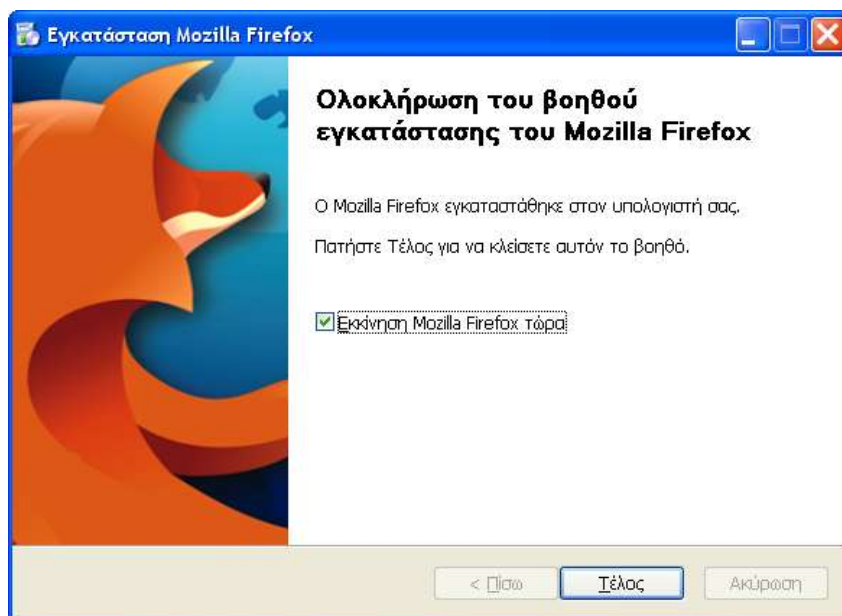 Εγκατάσταση Mozilla Firefox
Ολοκλήρωση του βοηθού
εγκατάστασης του Mozilla Firefox
Ο Mozilla Firefox εγκαταστάθηκε στον υπολογιστή σας.
Πατήστε Τέλος για να κλείσετε αυτόν το βοηθό.
Εκκίνηση Mozilla Firefox τώρα
< Πίσω Τέλος Ακύρωση